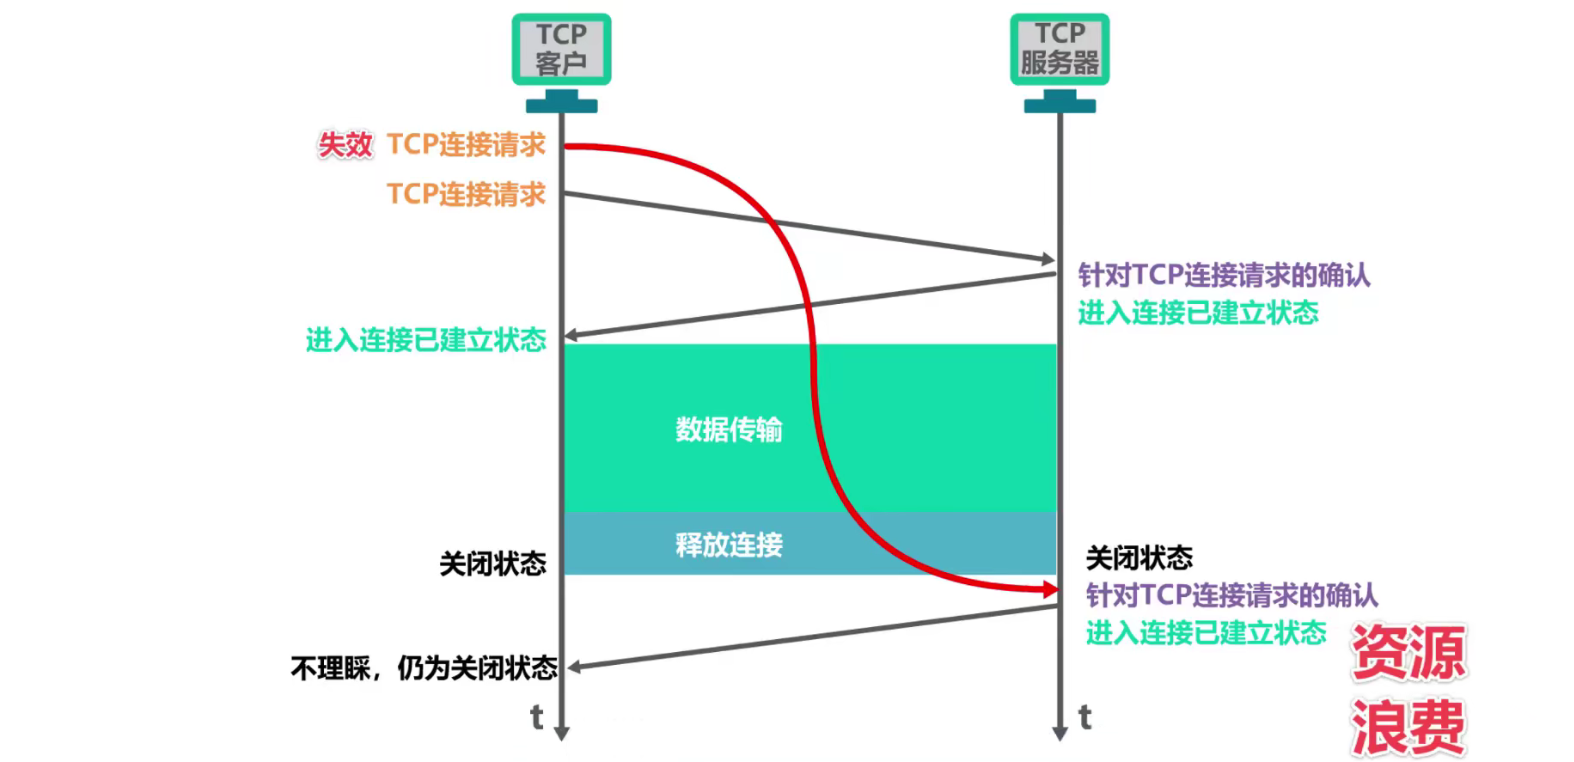 TCP
客户
TCP
服务器
失效 TCP连接请求
TCP连接请求
针对TCP连接请求的确认
进入连接已建立状态
进入连接已建立状态
数据传输
释放连接
关闭状态
关闭状态
针对TCP连接请求的确认
进入连接已建立状态
不理睬，仍为关闭状态
资源
浪费
t
t